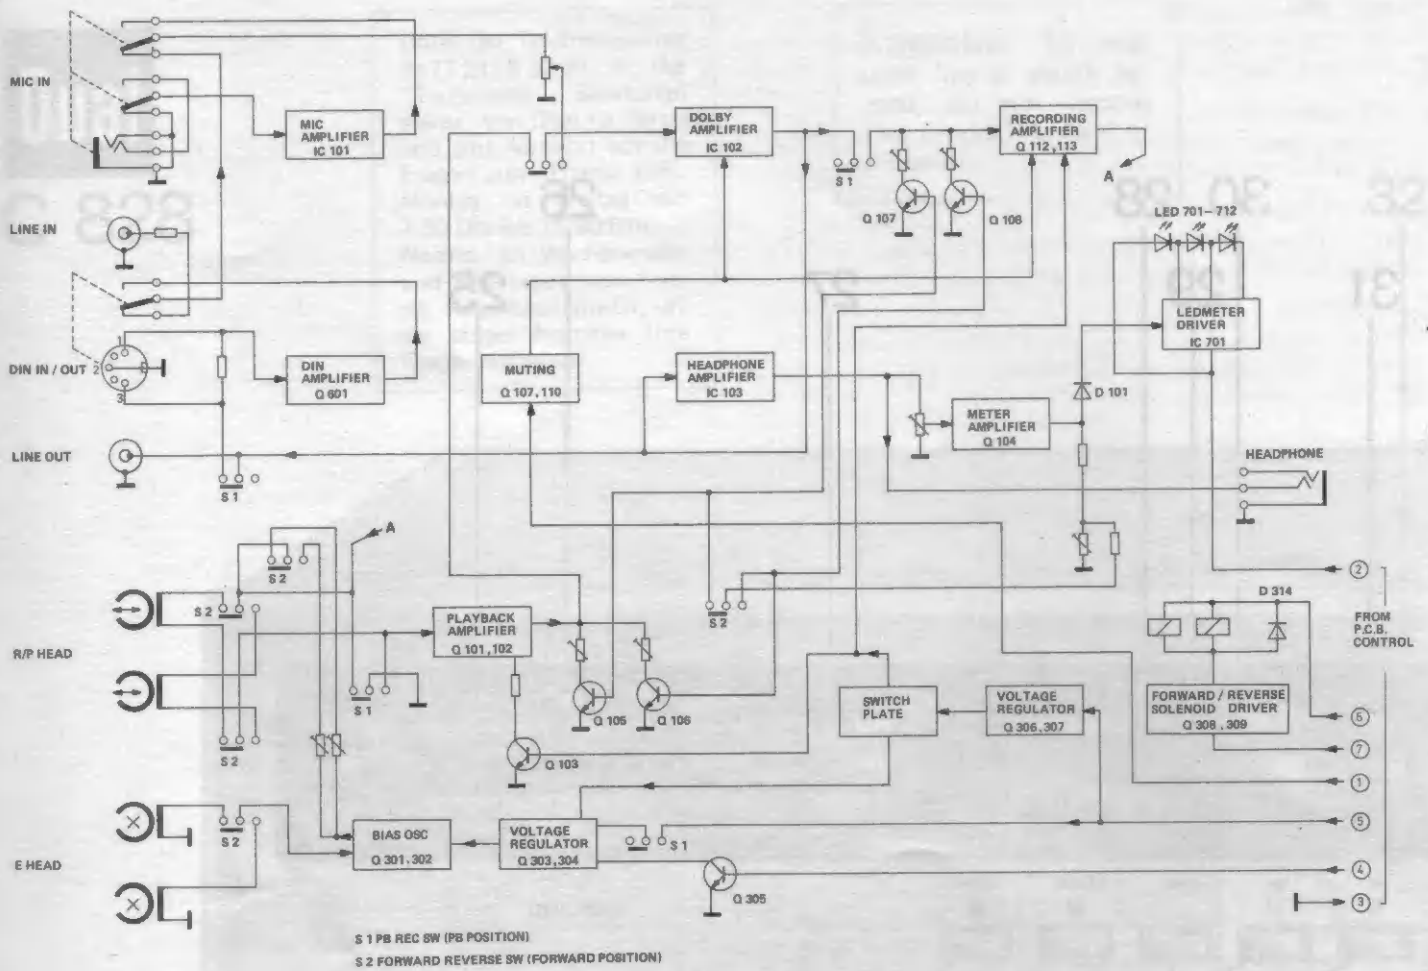 MIC IN
MIC
AMPLIFIER
IC 101
DOLBY
AMPLIFIER
IC 102
RECORDING
AMPLIFIER
Q 112,113
A
S 1
Q 107
Q 108
LED 701-712
LINE IN
LEDMETER
DRIVER
IC 701
DIN IN / OUT
1
2
3
DIN
AMPLIFIER
Q 601
MUTING
Q 107,110
HEADPHONE
AMPLIFIER
IC 103
D 101
METER
AMPLIFIER
Q 104
LINE OUT
S 1
HEADPHONE
A
S 2
2
D 314
FROM
P.C.B.
CONTROL
S 2
PLAYBACK
AMPLIFIER
Q 101,102
S 2
R/P HEAD
S 1
Q 105
Q 106
SWITCH
PLATE
VOLTAGE
REGULATOR
Q 306,307
FORWARD / REVERSE
SOLENOID DRIVER
Q 308,309
6
7
S 2
Q 103
1
5
S 2
BIAS OSC
Q 301,302
VOLTAGE
REGULATOR
Q 303,304
S 1
E HEAD
4
Q 305
3
S 1 PB REC SW (PB POSITION)
S 2 FORWARD REVERSE SW (FORWARD POSITION)